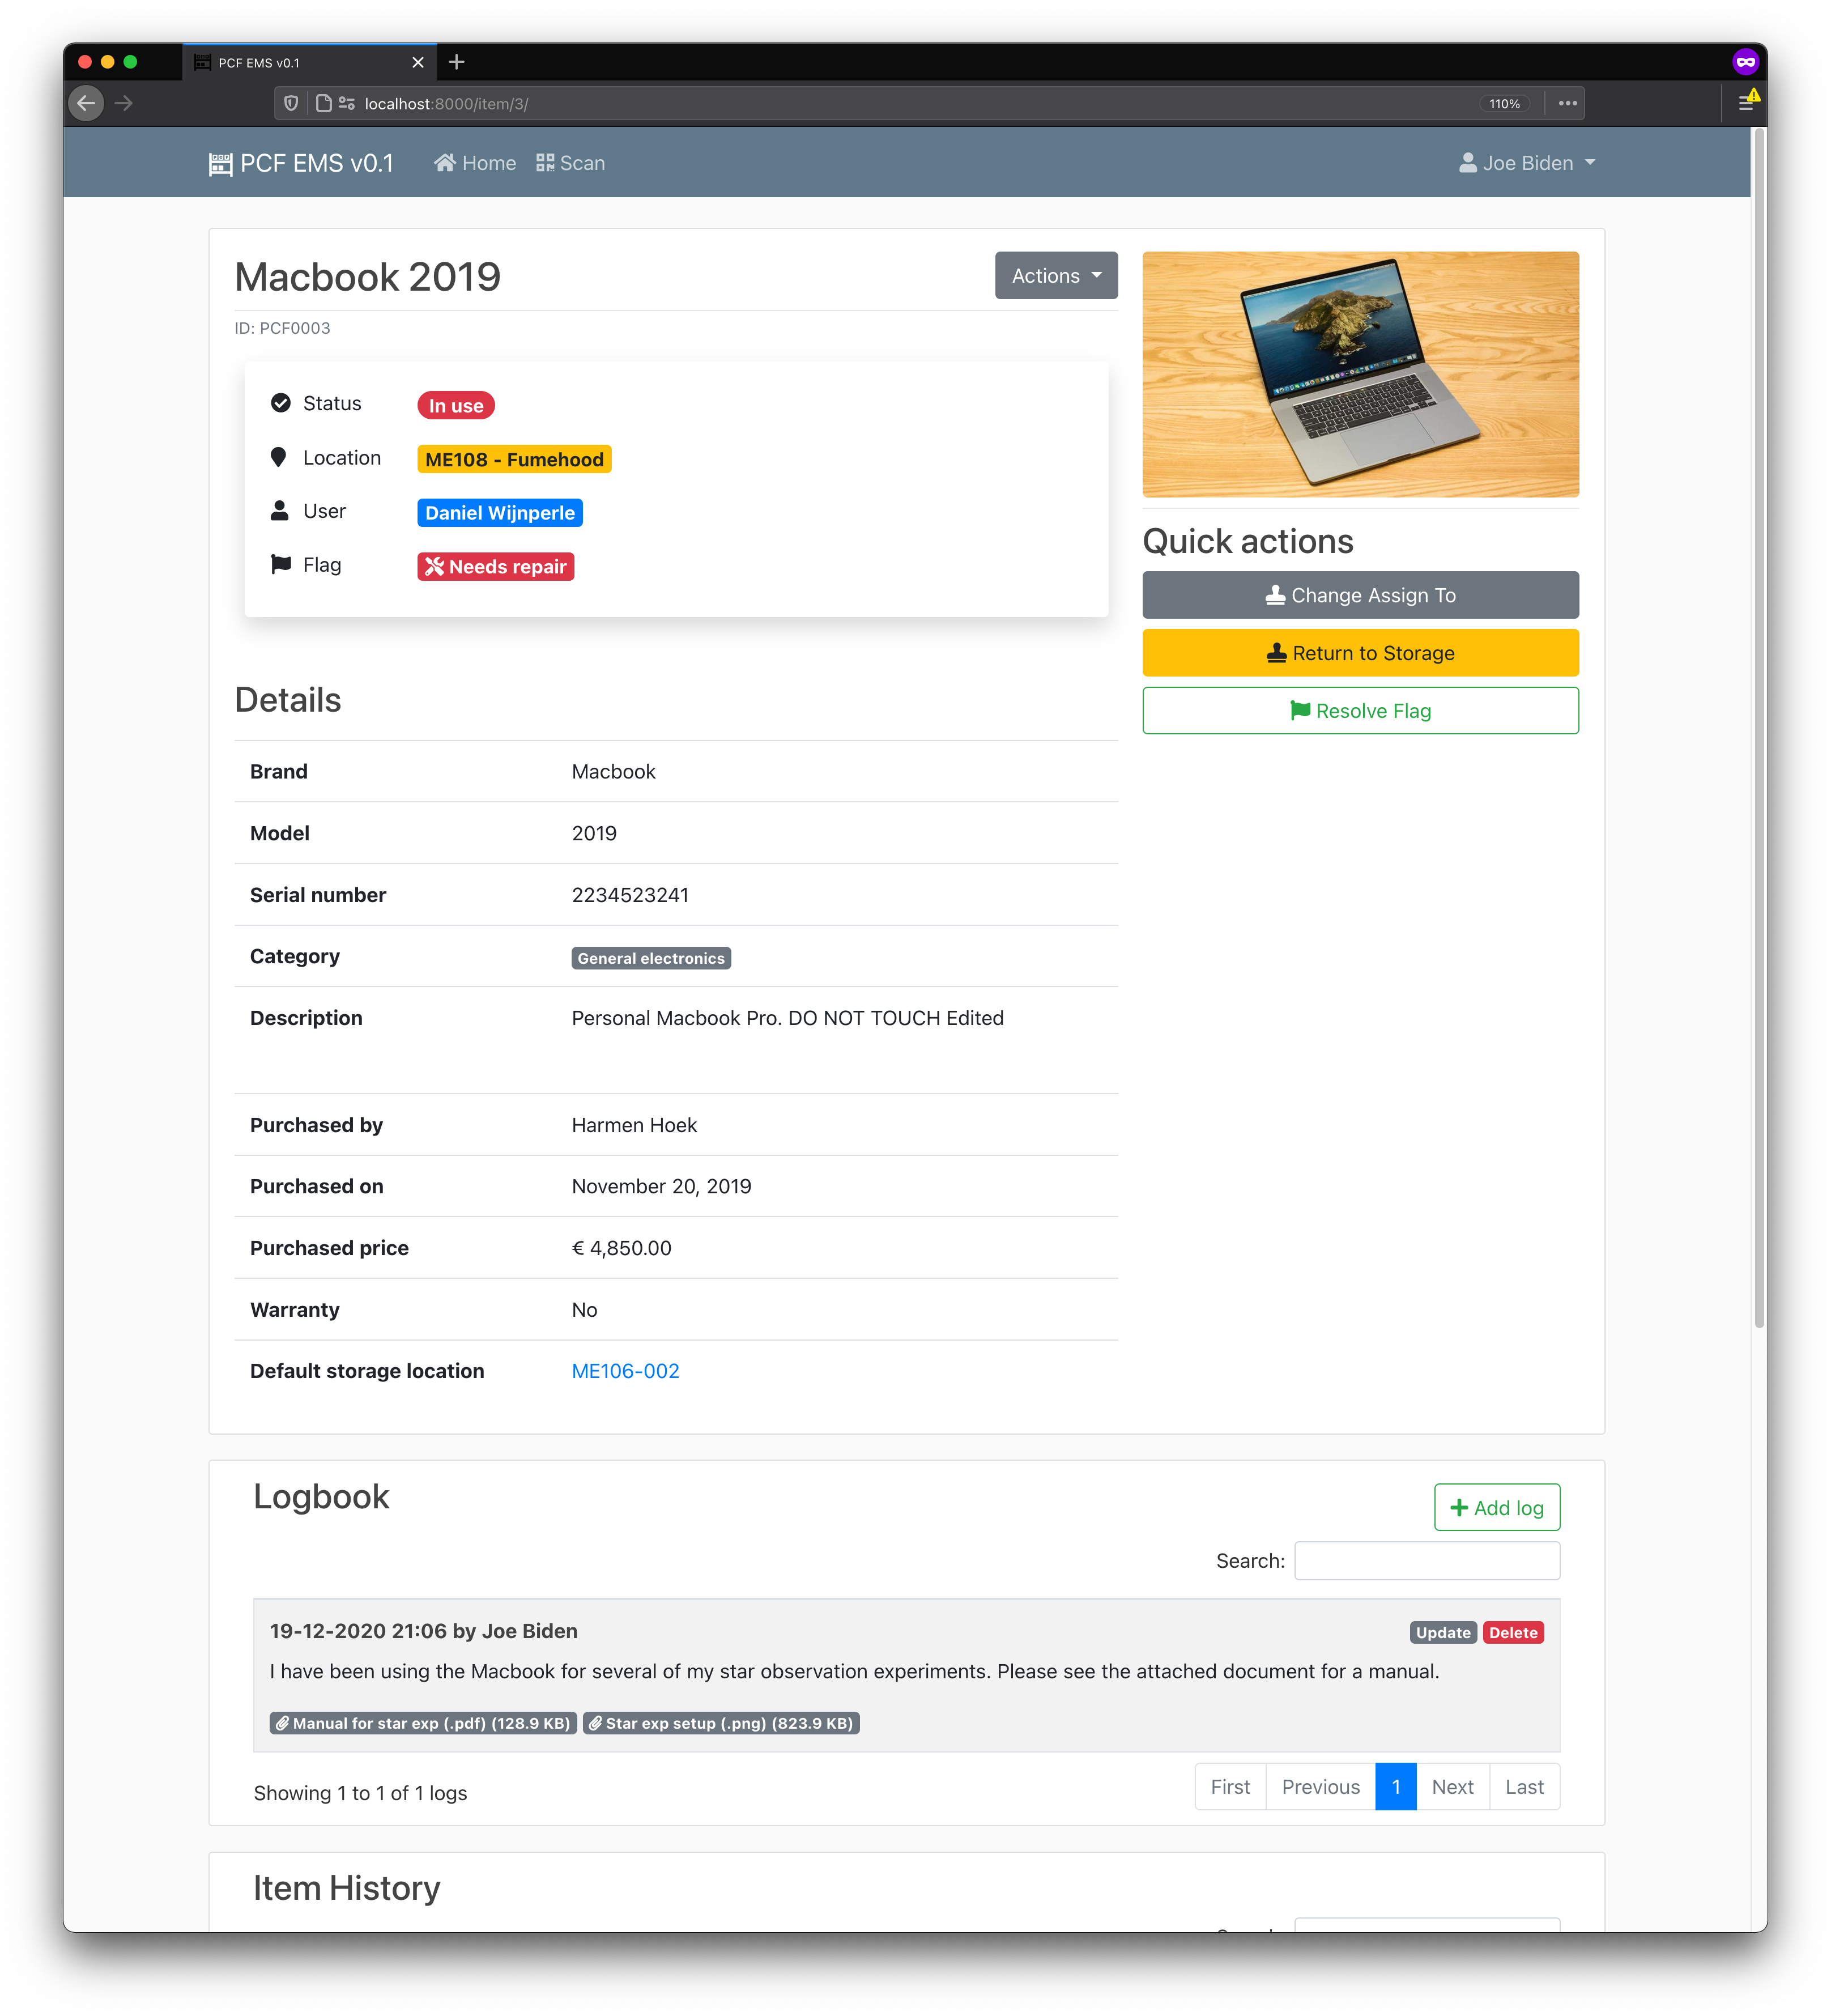 PCF EMS v0.1
localhost:8000/item/3/
110%
PCF EMS v0.1 Home Scan Joe Biden
Macbook 2019 Actions
ID: PCF0003
Status In use
Location ME108 - Fumehood
User Daniel Wijnperle
Flag Needs repair
Quick actions
Change Assign To
Return to Storage
Resolve Flag
Details
Brand Macbook
Model 2019
Serial number 2234523241
Category General electronics
Description Personal Macbook Pro. DO NOT TOUCH Edited
Purchased by Harmen Hoek
Purchased on November 20, 2019
Purchased price € 4,850.00
Warranty No
Default storage location ME106-002
Logbook
Add log
Search:
19-12-2020 21:06 by Joe Biden Update Delete
I have been using the Macbook for several of my star observation experiments. Please see the attached document for a manual.
Manual for star exp (.pdf) (128.9 KB) Star exp setup (.png) (823.9 KB)
Showing 1 to 1 of 1 logs
First Previous 1 Next Last
Item History